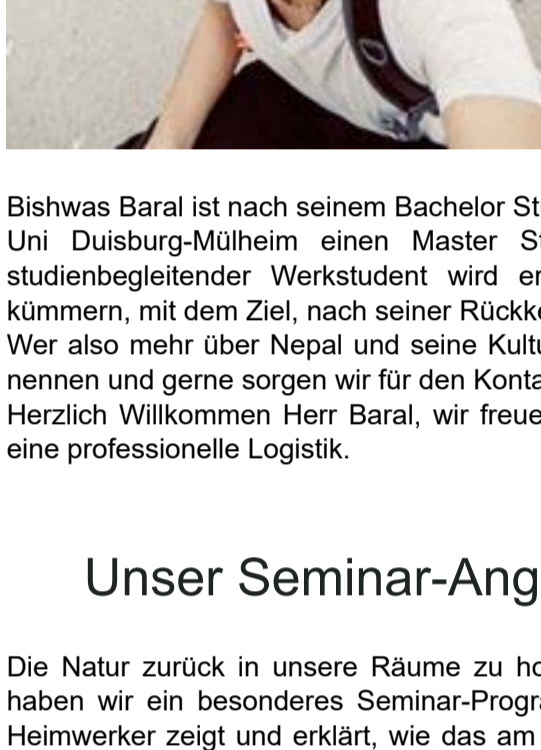 Bishwas Baral ist nach seinem Bachelor
Uni Duisburg-Mülheim einen Master
studienbegleitender Werkstudent wird
kümmern, mit dem Ziel, nach seiner
Wer also mehr über Nepal und seine
nennen und gerne sorgen wir für den
Herzlich Willkommen Herr Baral, wir
eine professionelle Logistik.
Unser
Die Natur zurück in unsere Räume zu
haben wir ein besonderes
Heimwerker zeigt und erklärt, wie das am